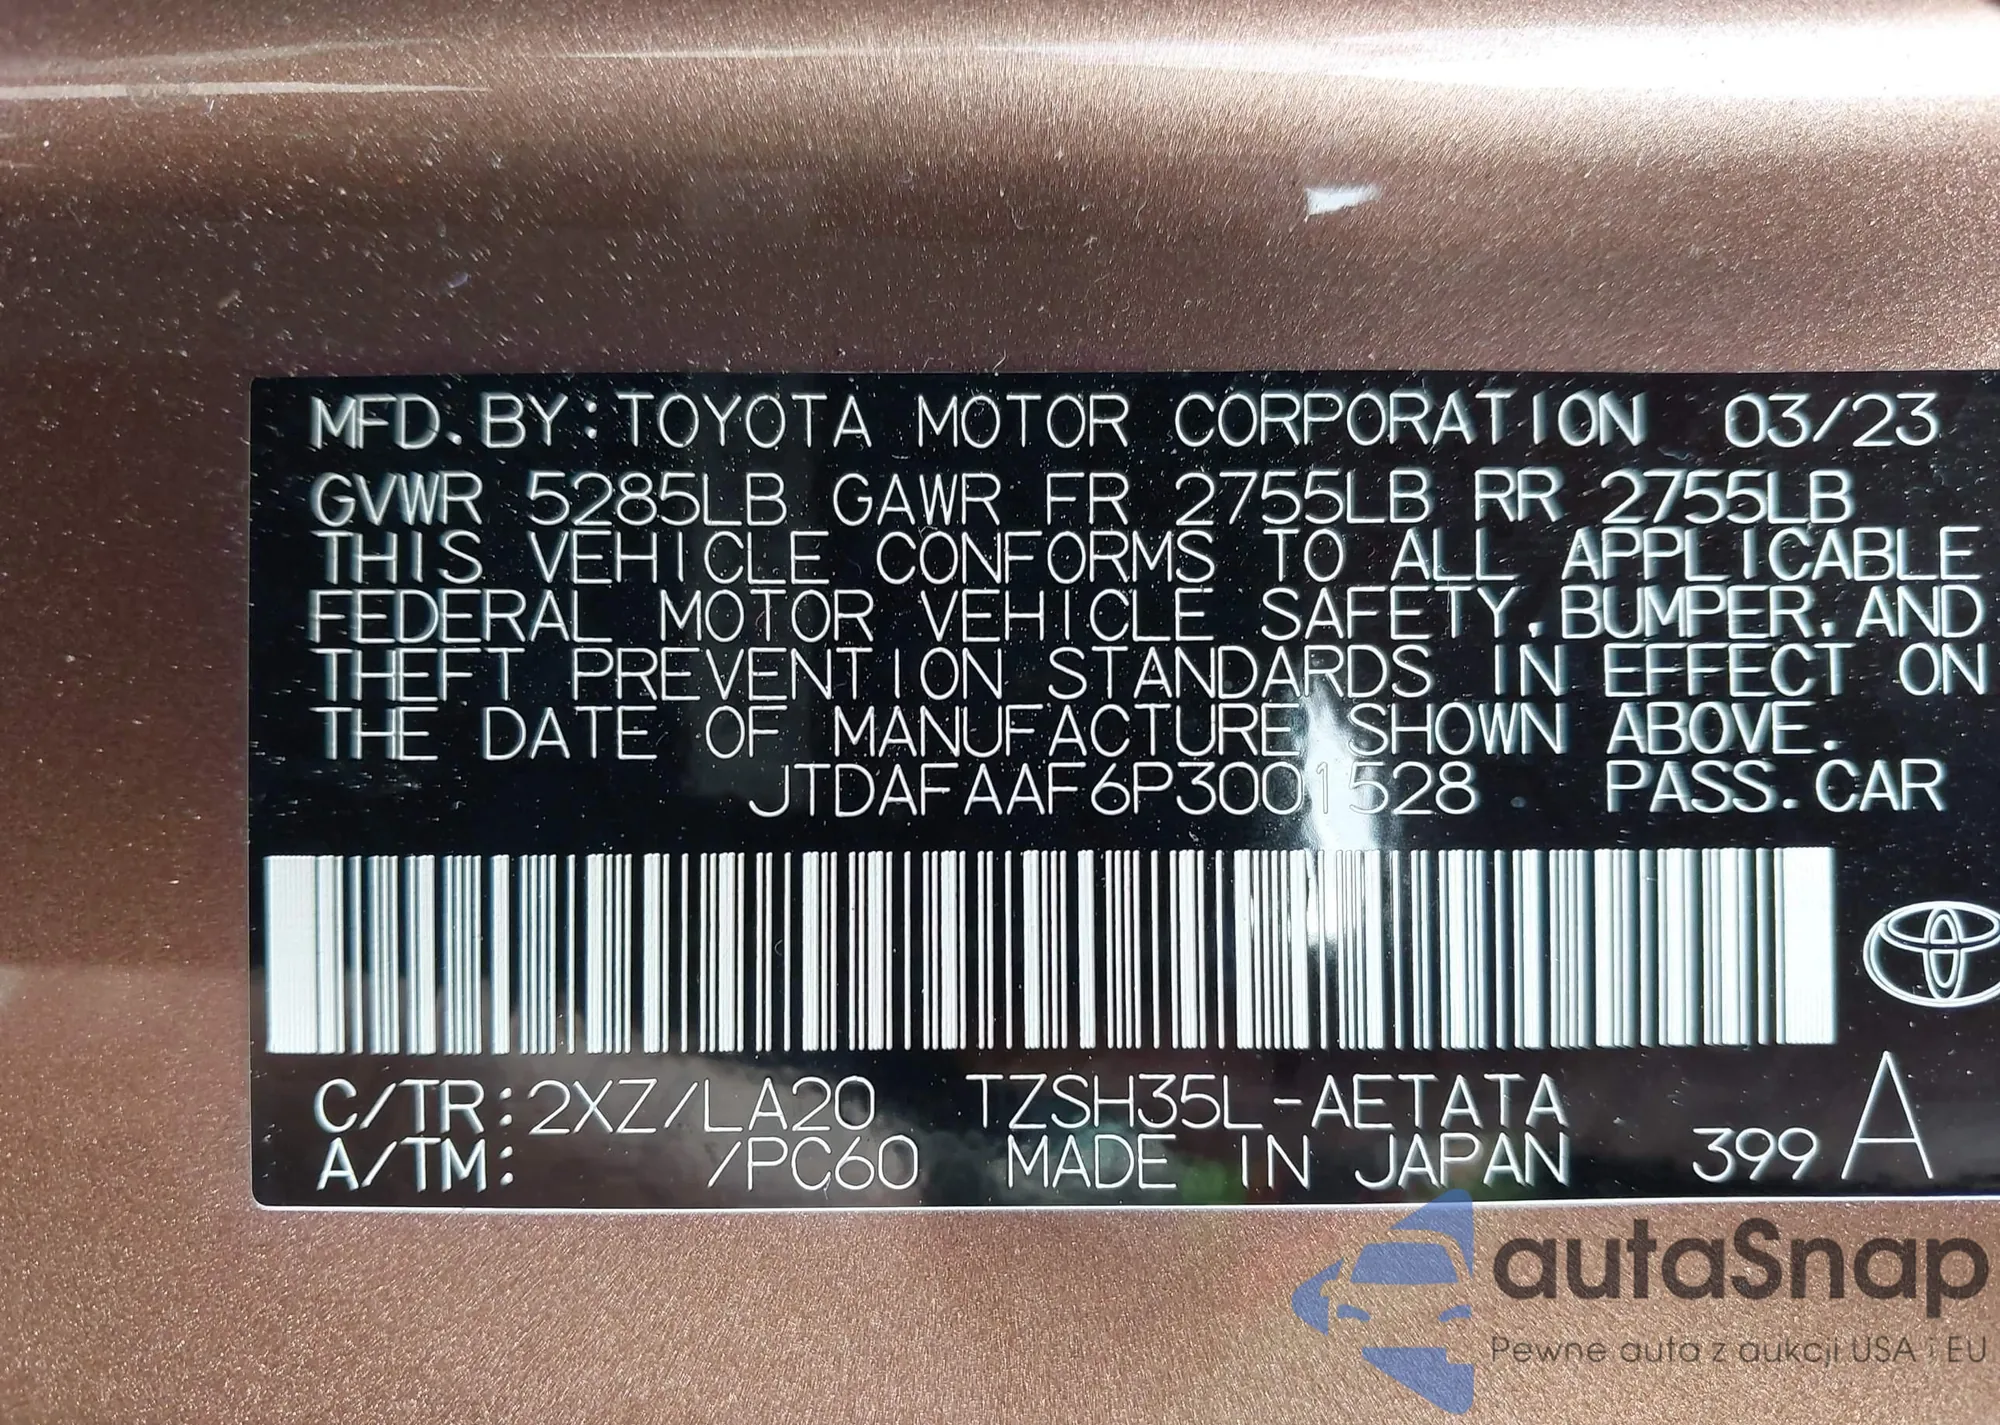 MFD. BY: TOYOTA MOTOR CORPORATION 03/23
GVWR 5285LB GAWR FR 2755LB RR 2755LB
THIS VEHICLE CONFORMS TO ALL APPLICABLE
FEDERAL MOTOR VEHICLE SAFETY, BUMPER, AND
THEFT PREVENTION STANDARDS IN EFFECT ON
THE DATE OF MANUFACTURE SHOWN ABOVE.
JTDAFAAF6P3001528 PASS. CAR
C/TR: 2XZ/LA20 TZSH35L-AETATA
A/TM: /PC60 MADE IN JAPAN 399 A
autaSnap
Pewne auta z aukcji USA i EU